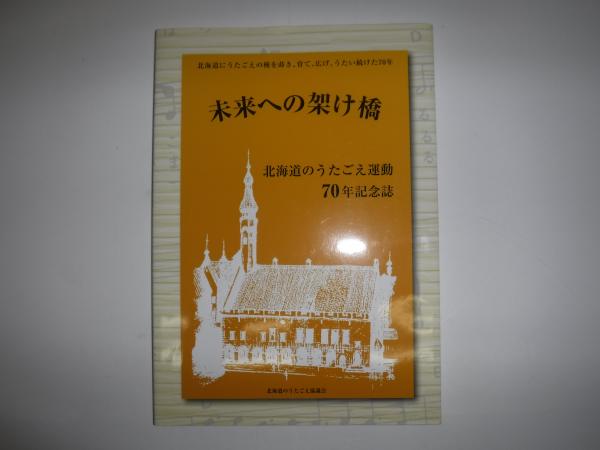 北海道にうたごえの種を蒔き、育て、広げ、うたい続けた70年
未来への架け橋
北海道のうたごえ運動
70年記念誌
北海道のうたごえ協議会